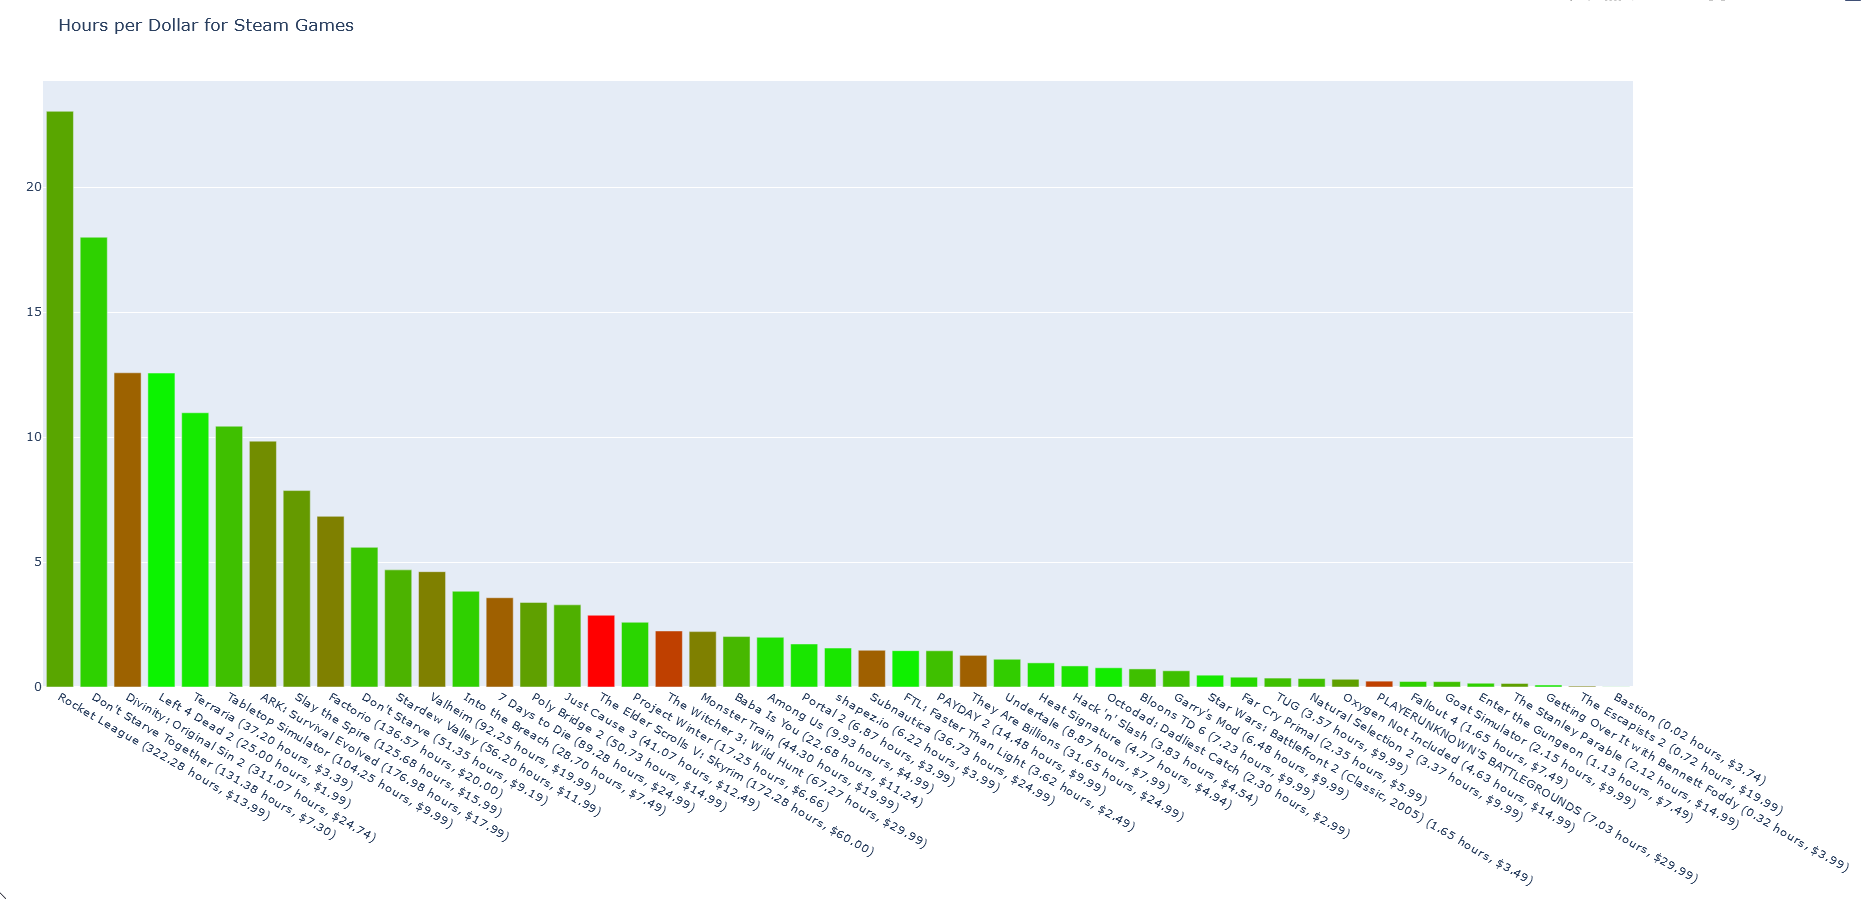 Hours per Dollar for Steam Games
20
15
10
5
0
Rocket League (322.28 hours, $13.99)
Don't Starve Together (131.38 hours, $7.30)
Divinity: Original Sin 2 (311.07 hours, $24.74)
Left 4 Dead 2 (25.00 hours, $1.99)
Terraria (37.20 hours, $3.39)
Tabletop Simulator (104.25 hours, $9.99)
ARK: Survival Evolved (176.98 hours, $17.99)
Slay the Spire (125.68 hours, $15.99)
Factorio (136.57 hours, $20.00)
Don't Starve (51.35 hours, $9.19)
Stardew Valley (56.20 hours, $11.99)
Valheim (92.25 hours, $19.99)
Into the Breach (28.70 hours, $7.49)
7 Days to Die (89.28 hours, $24.99)
Poly Bridge 2 (50.73 hours, $14.99)
Just Cause 3 (41.07 hours, $12.49)
The Elder Scrolls V: Skyrim (172.28 hours, $60.00)
Project Winter (17.25 hours, $6.66)
The Witcher 3: Wild Hunt (67.27 hours, $29.99)
Monster Train (44.30 hours, $19.99)
Baba Is You (22.68 hours, $11.24)
Among Us (9.93 hours, $4.99)
Portal 2 (6.87 hours, $3.99)
shapez.io (6.22 hours, $3.99)
Subnautica (36.73 hours, $24.99)
FTL: Faster Than Light (3.62 hours, $2.49)
PAYDAY 2 (14.48 hours, $9.99)
They Are Billions (31.65 hours, $24.99)
Undertale (8.87 hours, $7.99)
Heat Signature (4.77 hours, $4.94)
Hack 'n' Slash (3.83 hours, $4.54)
Octodad: Dadliest Catch (2.30 hours, $2.99)
Bloons TD 6 (7.23 hours, $9.99)
Garry's Mod (6.48 hours, $9.99)
Star Wars: Battlefront 2 (Classic, 2005) (1.65 hours, $3.49)
Far Cry Primal (2.35 hours, $5.99)
TUG (3.57 hours, $9.99)
Natural Selection 2 (3.37 hours, $9.99)
Oxygen Not Included (4.63 hours, $14.99)
PLAYERUNKNOWN'S BATTLEGROUNDS (7.03 hours, $29.99)
Fallout 4 (1.65 hours, $7.49)
Goat Simulator (2.15 hours, $9.99)
Enter the Gungeon (1.13 hours, $7.49)
The Stanley Parable (2.12 hours, $14.99)
Getting Over It with Bennett Foddy (0.32 hours, $3.99)
The Escapists 2 (0.72 hours, $19.99)
Bastion (0.02 hours, $3.74)